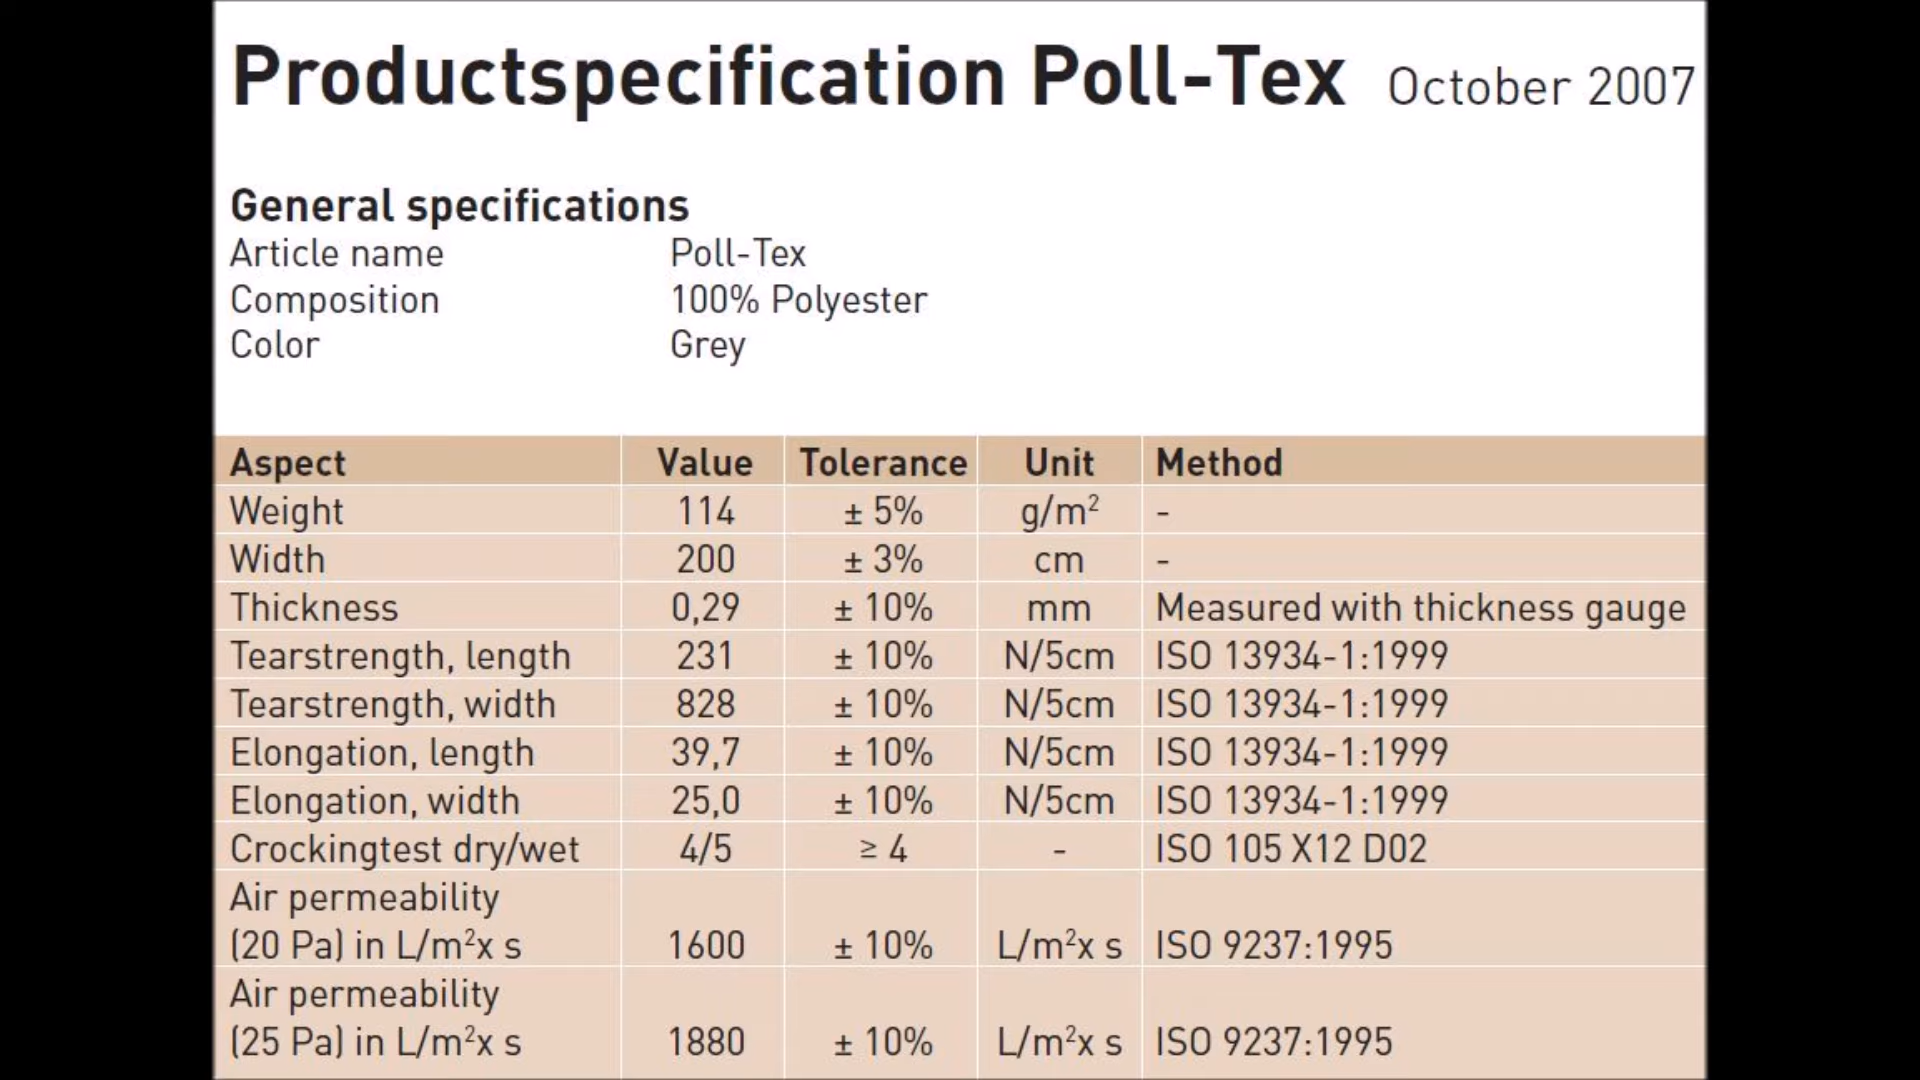 Productspecification Poll-Tex October 2007
General specifications
Article name Poll-Tex
Composition 100% Polyester
Color Grey
Aspect Value Tolerance Unit Method
Weight 114 ± 5% g/m² -
Width 200 ± 3% cm -
Thickness 0,29 ± 10% mm Measured with thickness gauge
Tearstrength, length 231 ± 10% N/5cm ISO 13934-1:1999
Tearstrength, width 828 ± 10% N/5cm ISO 13934-1:1999
Elongation, length 39,7 ± 10% N/5cm ISO 13934-1:1999
Elongation, width 25,0 ± 10% N/5cm ISO 13934-1:1999
Crockingtest dry/wet 4/5 ≥ 4 - ISO 105 X12 D02
Air permeability
(20 Pa) in L/m²x s 1600 ± 10% L/m²x s ISO 9237:1995
Air permeability
(25 Pa) in L/m²x s 1880 ± 10% L/m²x s ISO 9237:1995